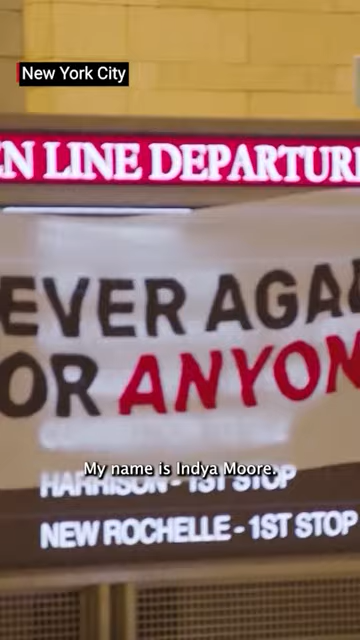 New York City
EN LINE DEPARTUR
EVER AGA
OR ANYON
My name is Indya Moore.
HARRISON - 1ST STOP
NEW ROCHELLE - 1ST STOP